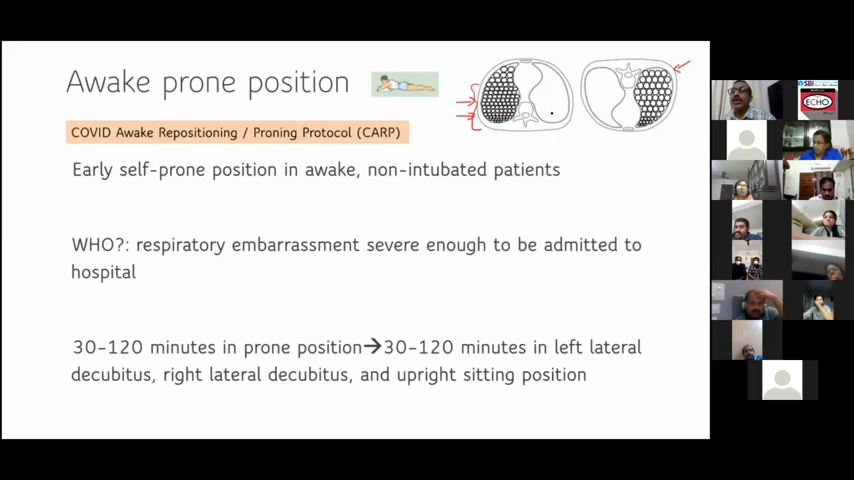 Awake prone position
COVID Awake Repositioning / Proning Protocol (CARP)
Early self-prone position in awake, non-intubated patients
WHO?: respiratory embarrassment severe enough to be admitted to
hospital
30-120 minutes in prone position→30-120 minutes in left lateral
decubitus, right lateral decubitus, and upright sitting position
SBI
ECHO